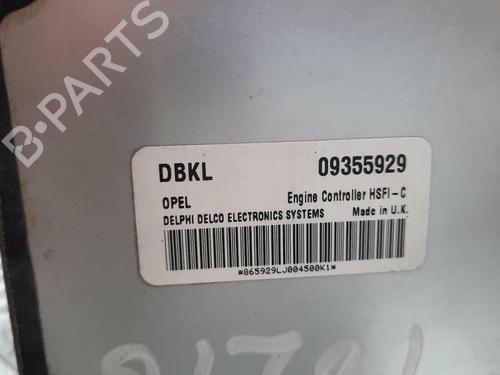 B-PARTS
DBKL 09355929
OPEL Engine Controller HSFI-C
DELPHI DELCO ELECTRONICS SYSTEMS Made in U.K.
*865929LJ004500K1*